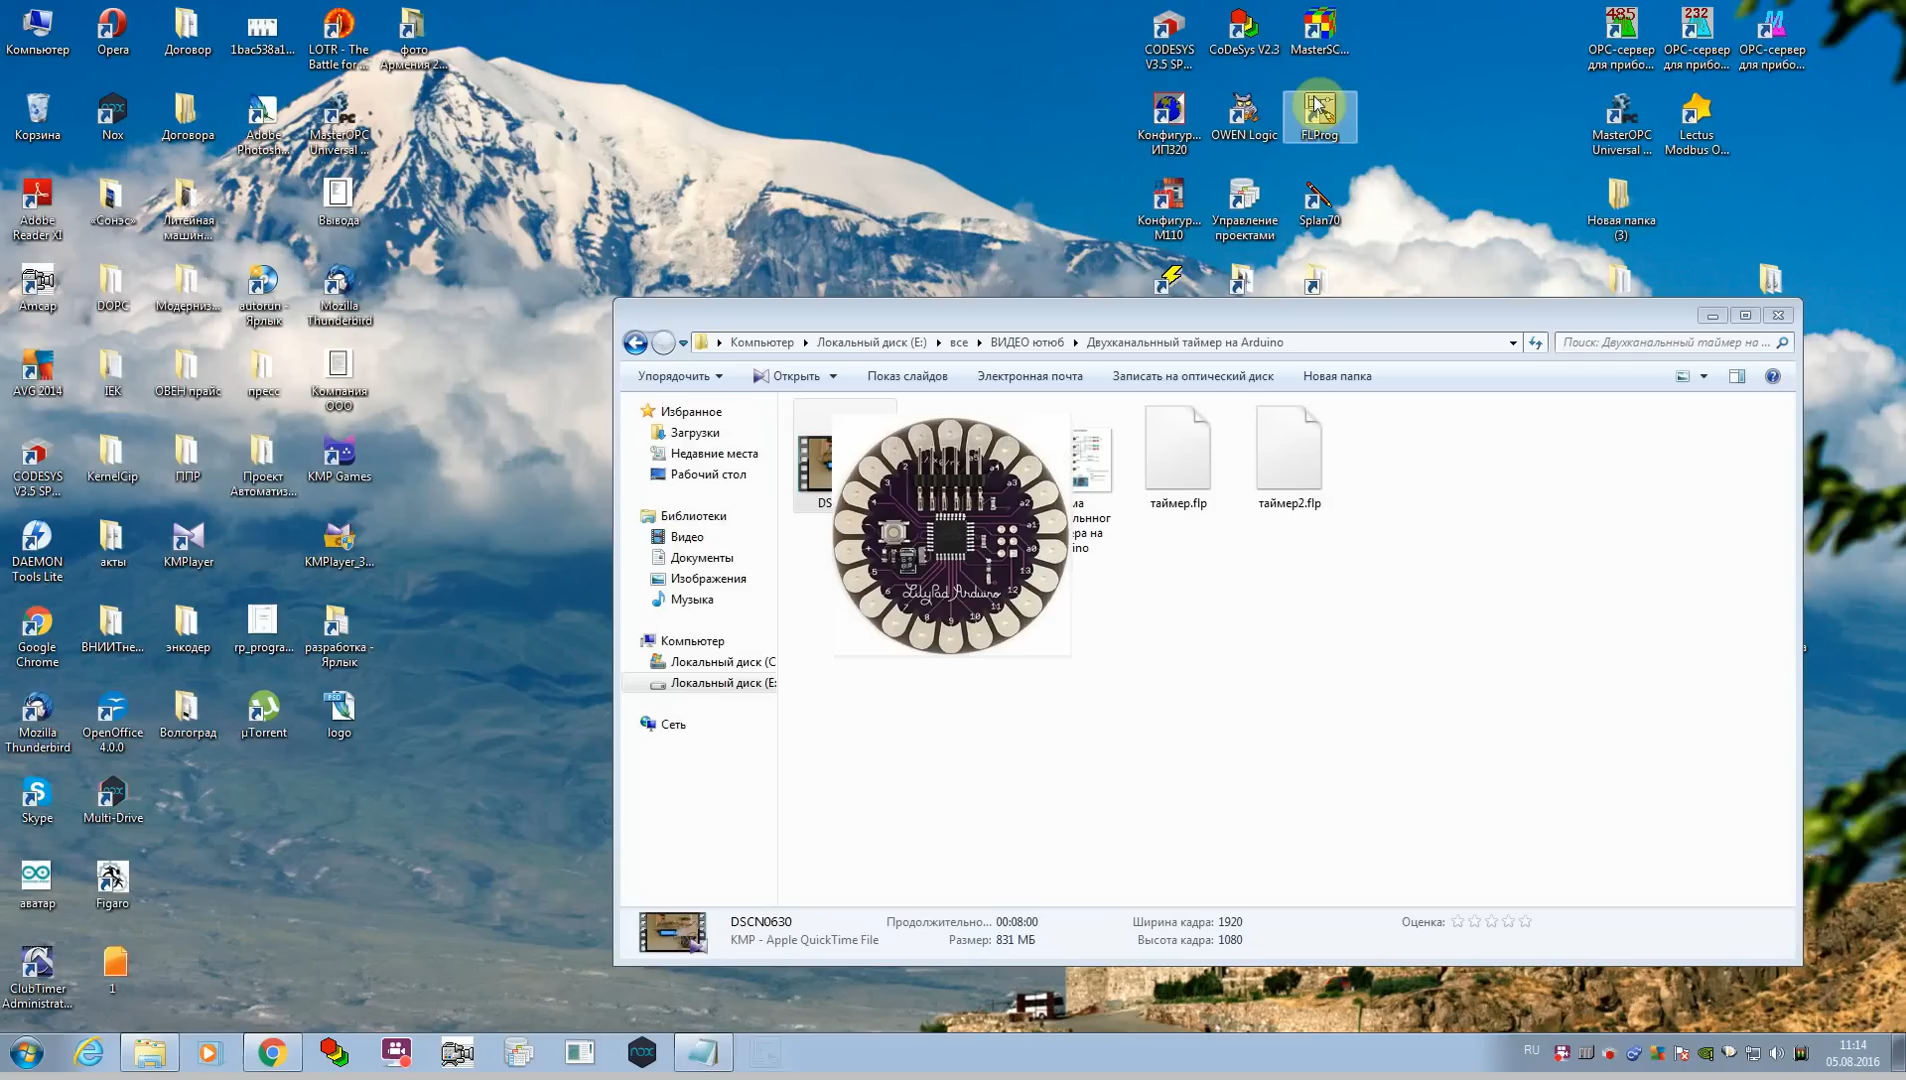 Компьютер
Opera
Договор
1bac538a1...
LOTR - The
Battle for ...
фото
Армения 2...
CODESYS
V3.5 SP...
CoDeSys V2.3
MasterSC...
485
OPC-сервер
для прибо...
232
OPC-сервер
для прибо...
OPC-сервер
для прибо...
Корзина
Nox
Договора
Adobe
Photosh...
MasterOPC
Universal ...
Конфигур...
ИП320
OWEN Logic
FLProg
MasterOPC
Universal ...
Lectus
Modbus O...
Adobe
Reader XI
«Сонэс»
Литейная
машин...
Вывода
Конфигур...
М110
Управление
проектами
Splan70
Новая папка
(3)
Amcap
DOPC
Модерниз...
autorun -
Ярлык
Mozilla
Thunderbird
AVG 2014
IEK
ОВЕН прайс
пресс
Компания
ООО
CODESYS
V3.5 SP...
KernelCip
ППР
Проект
Автоматиз...
KMP Games
DAEMON
Tools Lite
акты
KMPlayer
KMPlayer_3...
Google
Chrome
ВНИИТне...
энкодер
rp_progra...
разработка -
Ярлык
Mozilla
Thunderbird
OpenOffice
4.0.0
Волгоград
µTorrent
logo
Skype
Multi-Drive
аватар
Figaro
ClubTimer
Administrat...
1
Компьютер
Локальный диск (E:)
все
ВИДЕО ютюб
Двухканальнный таймер на Arduino
Поиск: Двухканальнный таймер на ...
Упорядочить
Открыть
Показ слайдов
Электронная почта
Записать на оптический диск
Новая папка
Избранное
Загрузки
Недавние места
Рабочий стол
Библиотеки
Видео
Документы
Изображения
Музыка
Компьютер
Локальный диск (C
Локальный диск (E:
Сеть
DS
LilyPad Arduino
ма
льнног
ра на
ino
таймер.flp
таймер2.flp
DSCN0630
KMP - Apple QuickTime File
Продолжительно... 00:08:00
Размер: 831 МБ
Ширина кадра: 1920
Высота кадра: 1080
Оценка:
RU
11:14
05.08.2016